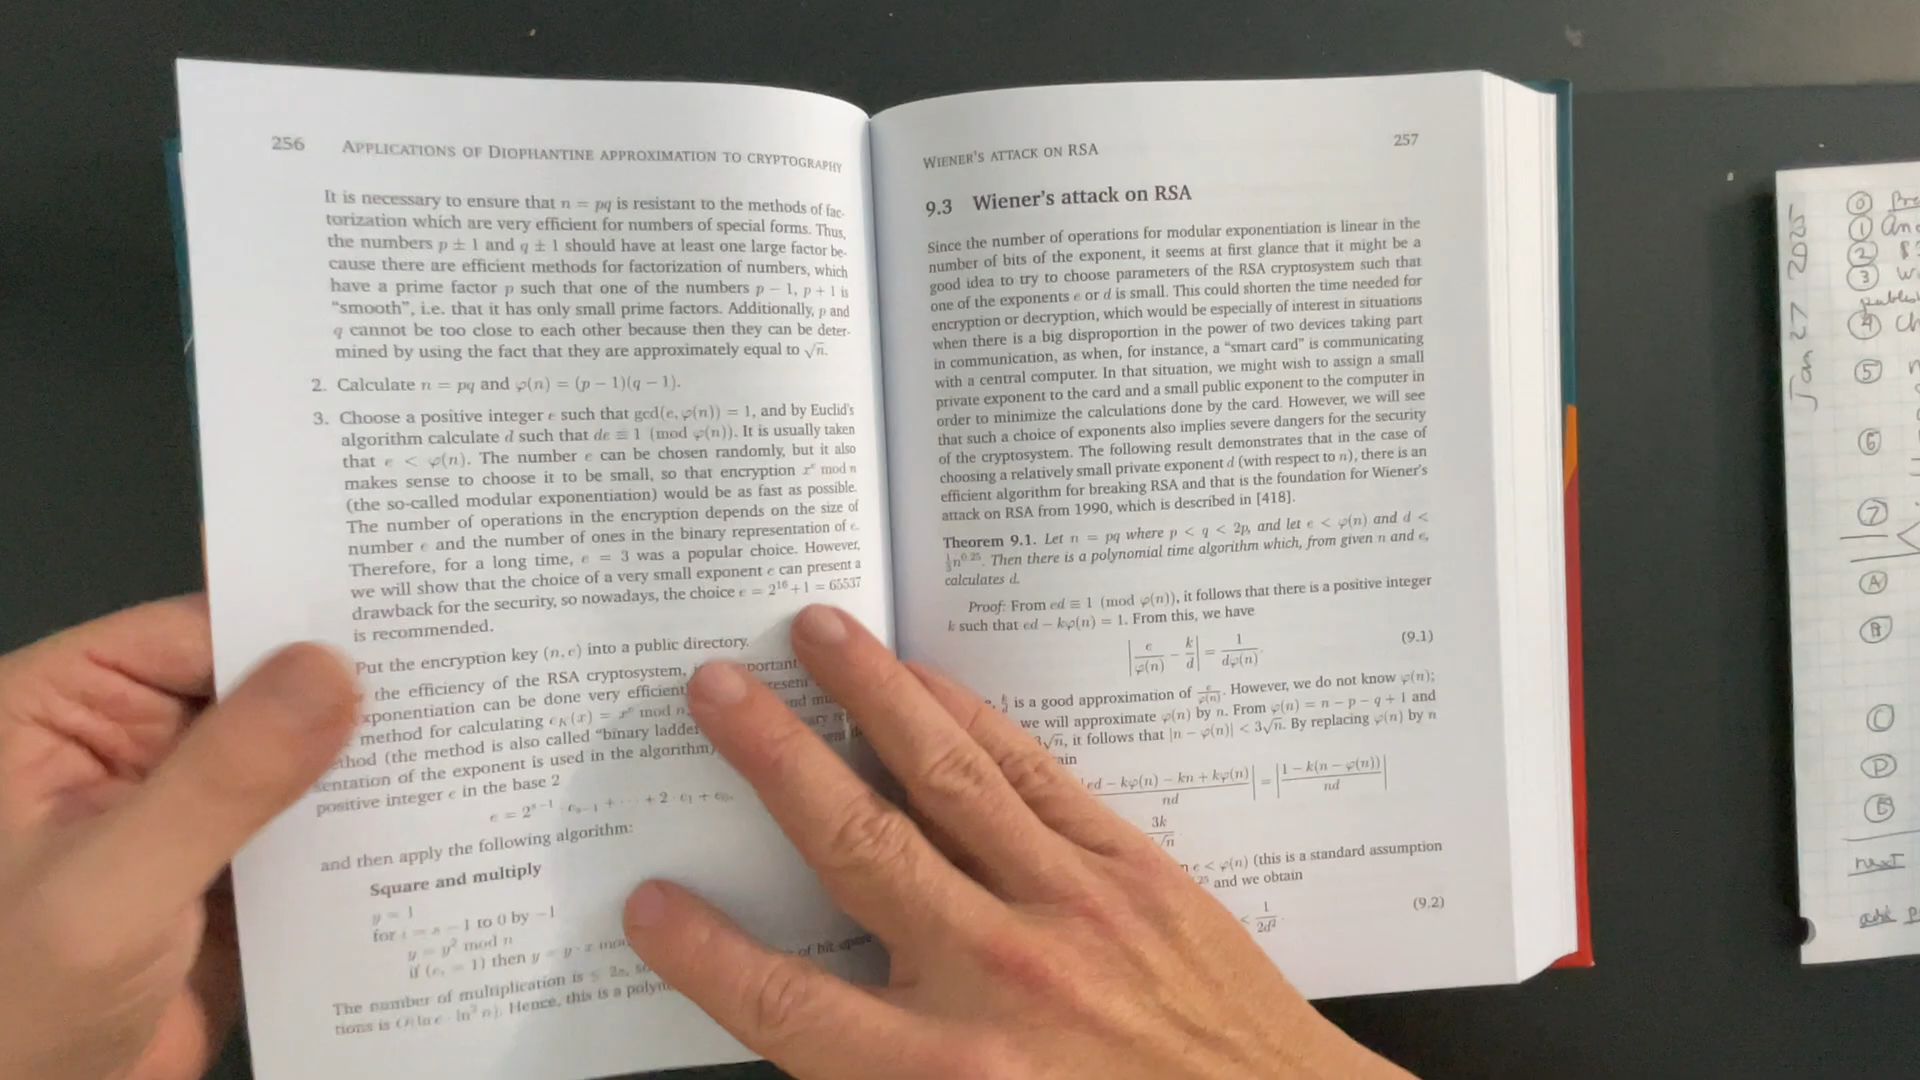 256 APPLICATIONS OF DIOPHANTINE APPROXIMATION TO CRYPTOGRAPHY
It is necessary to ensure that n = pq is resistant to the methods of fac-
torization which are very efficient for numbers of special forms. Thus,
the numbers p ± 1 and q ± 1 should have at least one large factor be-
cause there are efficient methods for factorization of numbers, which
have a prime factor p such that one of the numbers p − 1, p + 1 is
“smooth”, i.e. that it has only small prime factors. Additionally, p and
q cannot be too close to each other because then they can be deter-
mined by using the fact that they are approximately equal to √n.
2. Calculate n = pq and φ(n) = (p − 1)(q − 1).
3. Choose a positive integer e such that gcd(e, φ(n)) = 1, and by Euclid's
algorithm calculate d such that de ≡ 1 (mod φ(n)). It is usually taken
that e < φ(n). The number e can be chosen randomly, but it also
makes sense to choose it to be small, so that encryption xᵉ mod n
(the so-called modular exponentiation) would be as fast as possible.
The number of operations in the encryption depends on the size of
number e and the number of ones in the binary representation of e.
Therefore, for a long time, e = 3 was a popular choice. However,
we will show that the choice of a very small exponent e can present a
drawback for the security, so nowadays, the choice e = 2¹⁶ + 1 = 65537
is recommended.
Put the encryption key (n, e) into a public directory.
the efficiency of the RSA cryptosystem,
exponentiation can be done very
method for calculating eK(x) = xᵉ mod n
method (the method is also called “binary
sentation of the exponent is used in the algorithm)
positive integer e in the base 2
e = 2ˢ⁻¹ · eₛ₋₁ + ··· + 2 · e₁ + e₀,
and then apply the following algorithm:
Square and multiply
y = 1
for i = s − 1 to 0 by −1
y = y² mod n
if (eᵢ = 1) then y = y · x
The number of multiplication is ≤ 2s, of bit
tions is Hence, this is a
WIENER'S ATTACK ON RSA 257
9.3 Wiener's attack on RSA
Since the number of operations for modular exponentiation is linear in the
number of bits of the exponent, it seems at first glance that it might be a
good idea to try to choose parameters of the RSA cryptosystem such that
one of the exponents e or d is small. This could shorten the time needed for
encryption or decryption, which would be especially of interest in situations
when there is a big disproportion in the power of two devices taking part
in communication, as when, for instance, a “smart card” is communicating
with a central computer. In that situation, we might wish to assign a small
private exponent to the card and a small public exponent to the computer in
order to minimize the calculations done by the card. However, we will see
that such a choice of exponents also implies severe dangers for the security
of the cryptosystem. The following result demonstrates that in the case of
choosing a relatively small private exponent d (with respect to n), there is an
efficient algorithm for breaking RSA and that is the foundation for Wiener's
attack on RSA from 1990, which is described in [418].
Theorem 9.1. Let n = pq where p < q < 2p, and let e < φ(n) and d <
⅓n⁰·²⁵. Then there is a polynomial time algorithm which, from given n and e,
calculates d.
Proof: From ed ≡ 1 (mod φ(n)), it follows that there is a positive integer
k such that ed − kφ(n) = 1. From this, we have
|e/φ(n) − k/d| = 1/dφ(n). (9.1)
k/d is a good approximation of e/φ(n). However, we do not know φ(n);
we will approximate φ(n) by n. From φ(n) = n − p − q + 1 and
3√n, it follows that |n − φ(n)| < 3√n. By replacing φ(n) by n
ed − kφ(n) − kn + kφ(n)/nd| = |1 − k(n − φ(n))/nd|
3k/√n
e < φ(n) (this is a standard assumption
and we obtain
< 1/2d². (9.2)
Jan 27 2025
0
1
2
3
4
5
6
7
A
B
C
D
E
next
ask